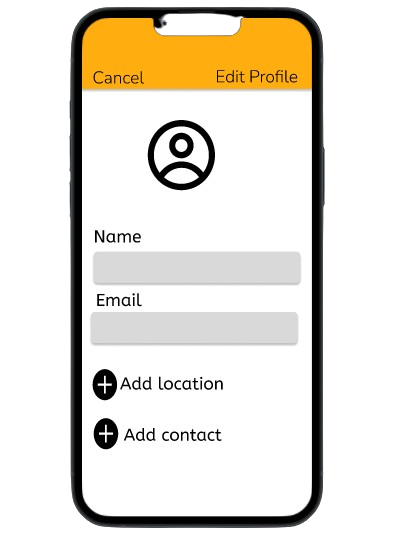 Cancel Edit Profile
Name
Email
Add location
Add contact